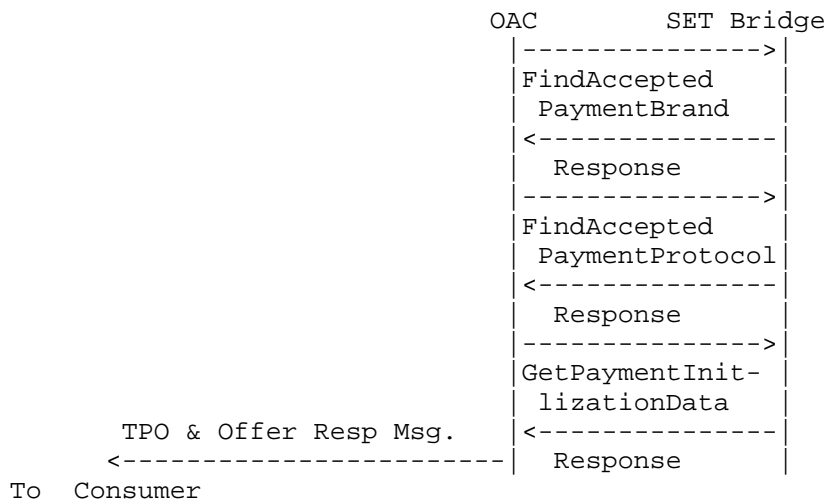 OAC SET Bridge
|--------------->|
|FindAccepted |
| PaymentBrand |
|<---------------|
| Response |
|--------------->|
|FindAccepted |
| PaymentProtocol|
|<---------------|
| Response |
|--------------->|
|GetPaymentInit- |
| lizationData |
TPO & Offer Resp Msg. |<---------------|
<------------------------| Response |
To Consumer